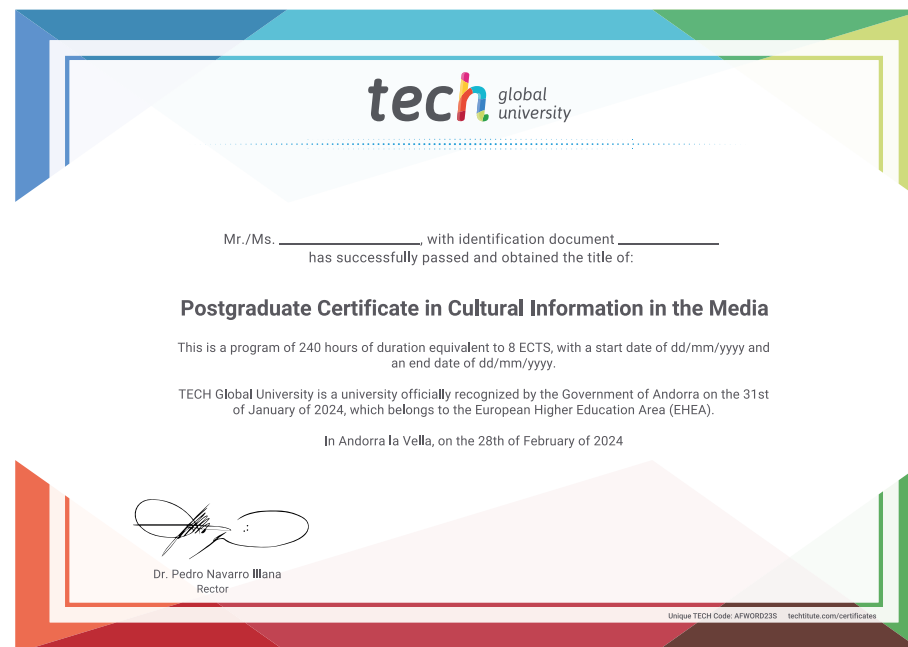 tech global university
Mr./Ms. ____________________, with identification document ______________
has successfully passed and obtained the title of:
Postgraduate Certificate in Cultural Information in the Media
This is a program of 240 hours of duration equivalent to 8 ECTS, with a start date of dd/mm/yyyy and
an end date of dd/mm/yyyy.
TECH Global University is a university officially recognized by the Government of Andorra on the 31st
of January of 2024, which belongs to the European Higher Education Area (EHEA).
In Andorra la Vella, on the 28th of February of 2024
Dr. Pedro Navarro Illana
Rector
Unique TECH Code: AFWORD23S techtitute.com/certificates